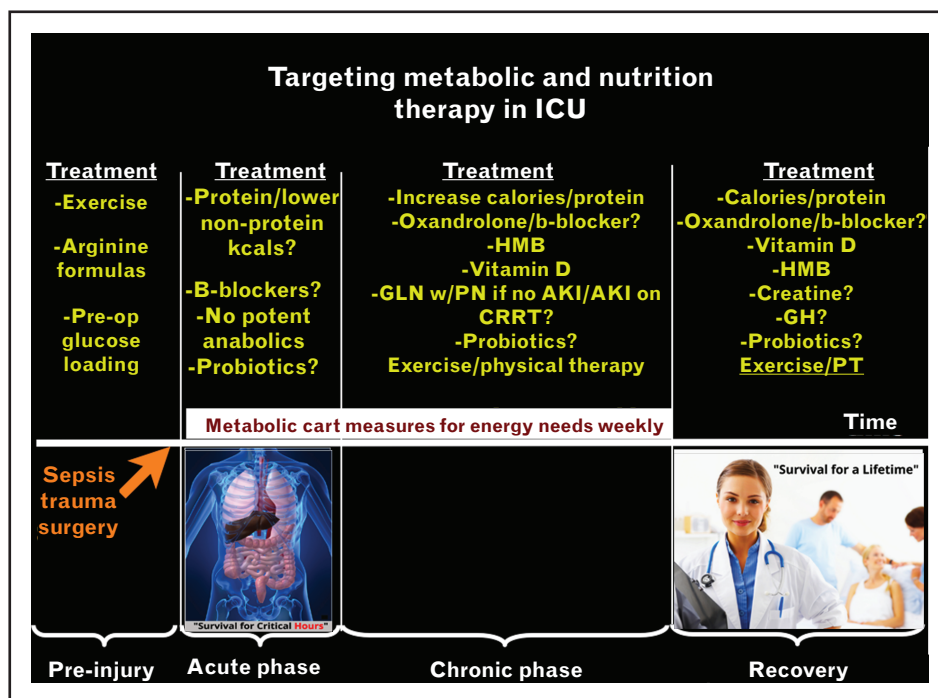 Targeting metabolic and nutrition
therapy in ICU
Treatment
-Exercise
-Arginine
formulas
-Pre-op
glucose
loading
Treatment
-Protein/lower
non-protein
kcals?
-B-blockers?
-No potent
anabolics
-Probiotics?
Treatment
-Increase calories/protein
-Oxandrolone/b-blocker?
-HMB
-Vitamin D
-GLN w/PN if no AKI/AKI on
CRRT?
-Probiotics?
Exercise/physical therapy
Treatment
-Calories/protein
-Oxandrolone/b-blocker?
-Vitamin D
-HMB
-Creatine?
-GH?
-Probiotics?
Exercise/PT
Metabolic cart measures for energy needs weekly
Time
Sepsis
trauma
surgery
"Survival for Critical Hours"
"Survival for a Lifetime"
Pre-injury
Acute phase
Chronic phase
Recovery